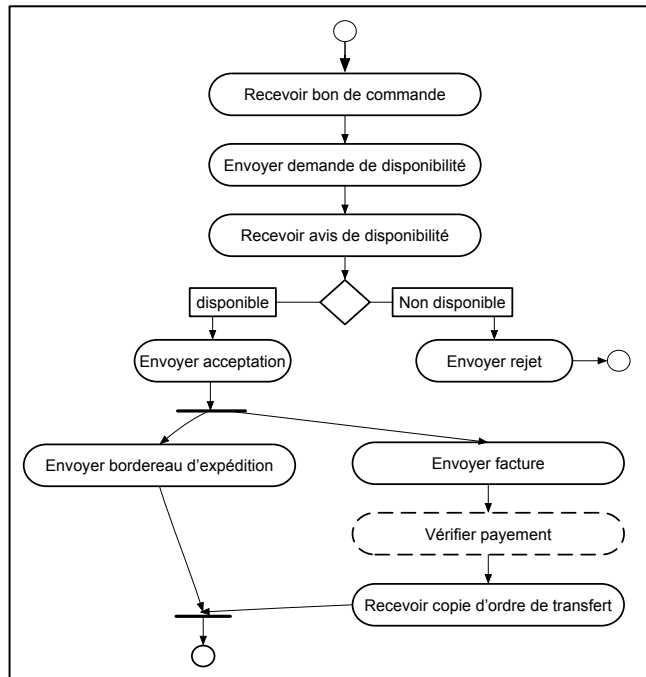 Recevoir bon de commande
Envoyer demande de disponibilité
Recevoir avis de disponibilité
disponible
Non disponible
Envoyer acceptation
Envoyer rejet
Envoyer bordereau d'expédition
Envoyer facture
Vérifier payement
Recevoir copie d'ordre de transfert